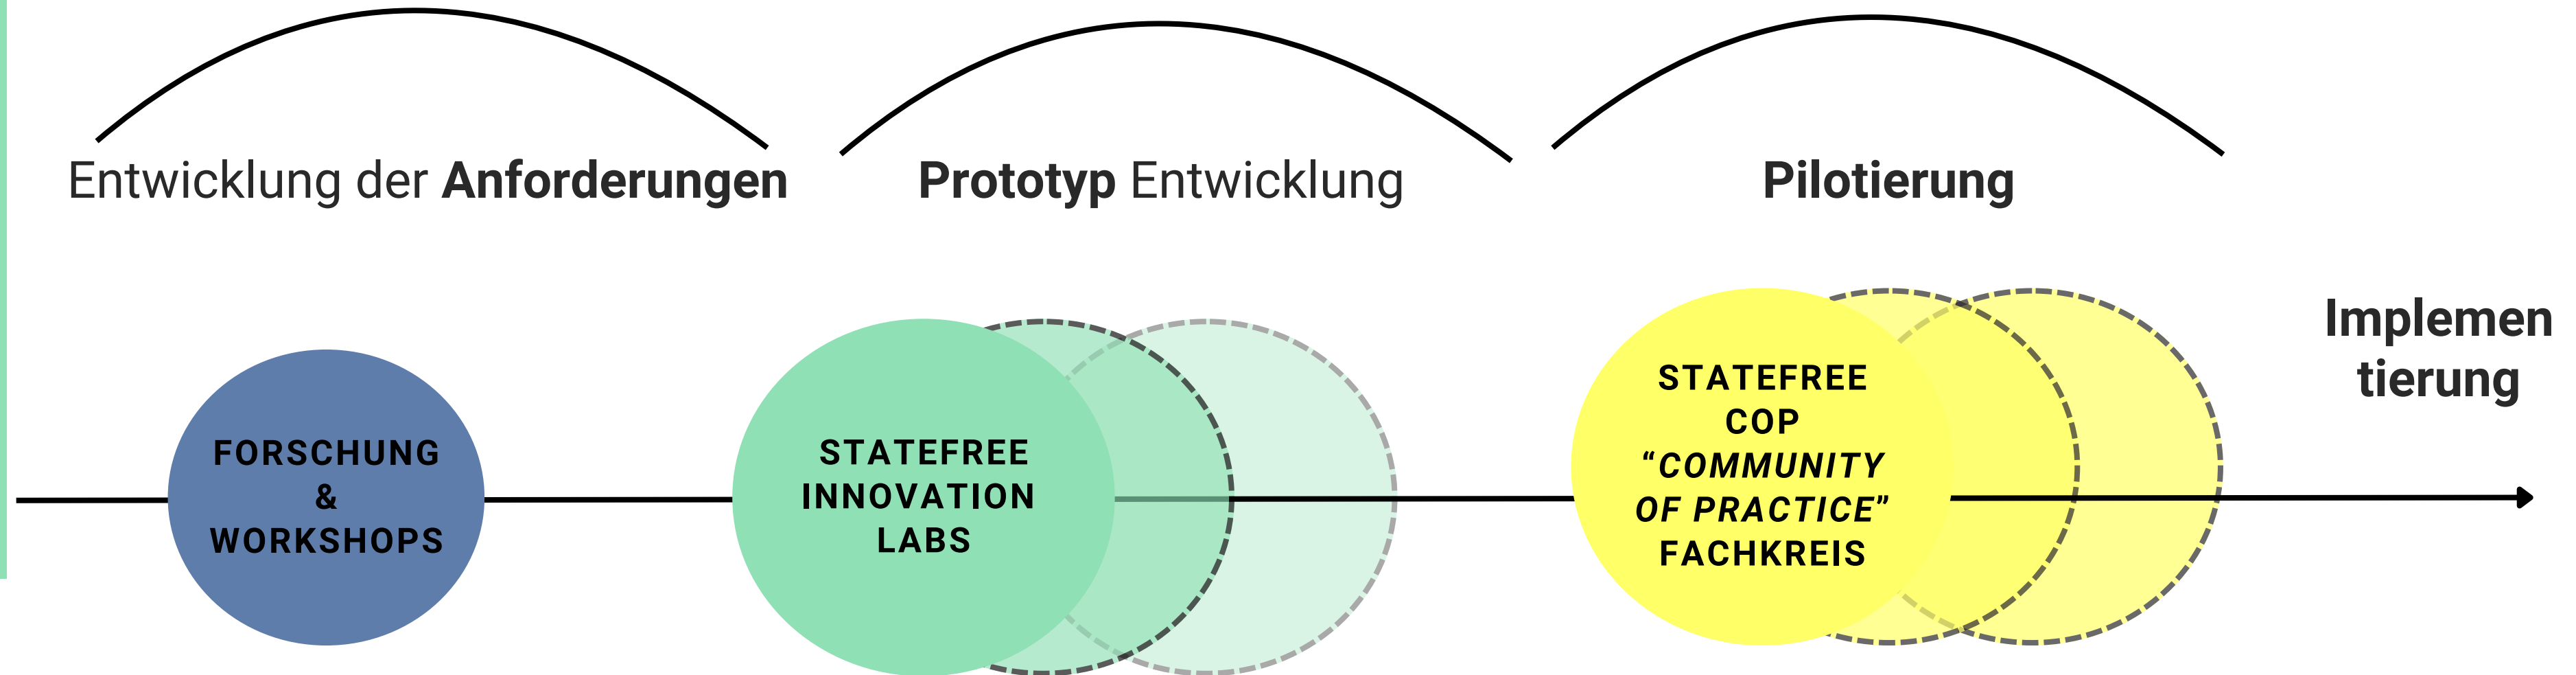 Entwicklung der Anforderungen
Prototyp Entwicklung
Pilotierung
Implemen
tierung
FORSCHUNG
&
WORKSHOPS
STATEFREE
INNOVATION
LABS
STATEFREE
COP
“COMMUNITY
OF PRACTICE”
FACHKREIS